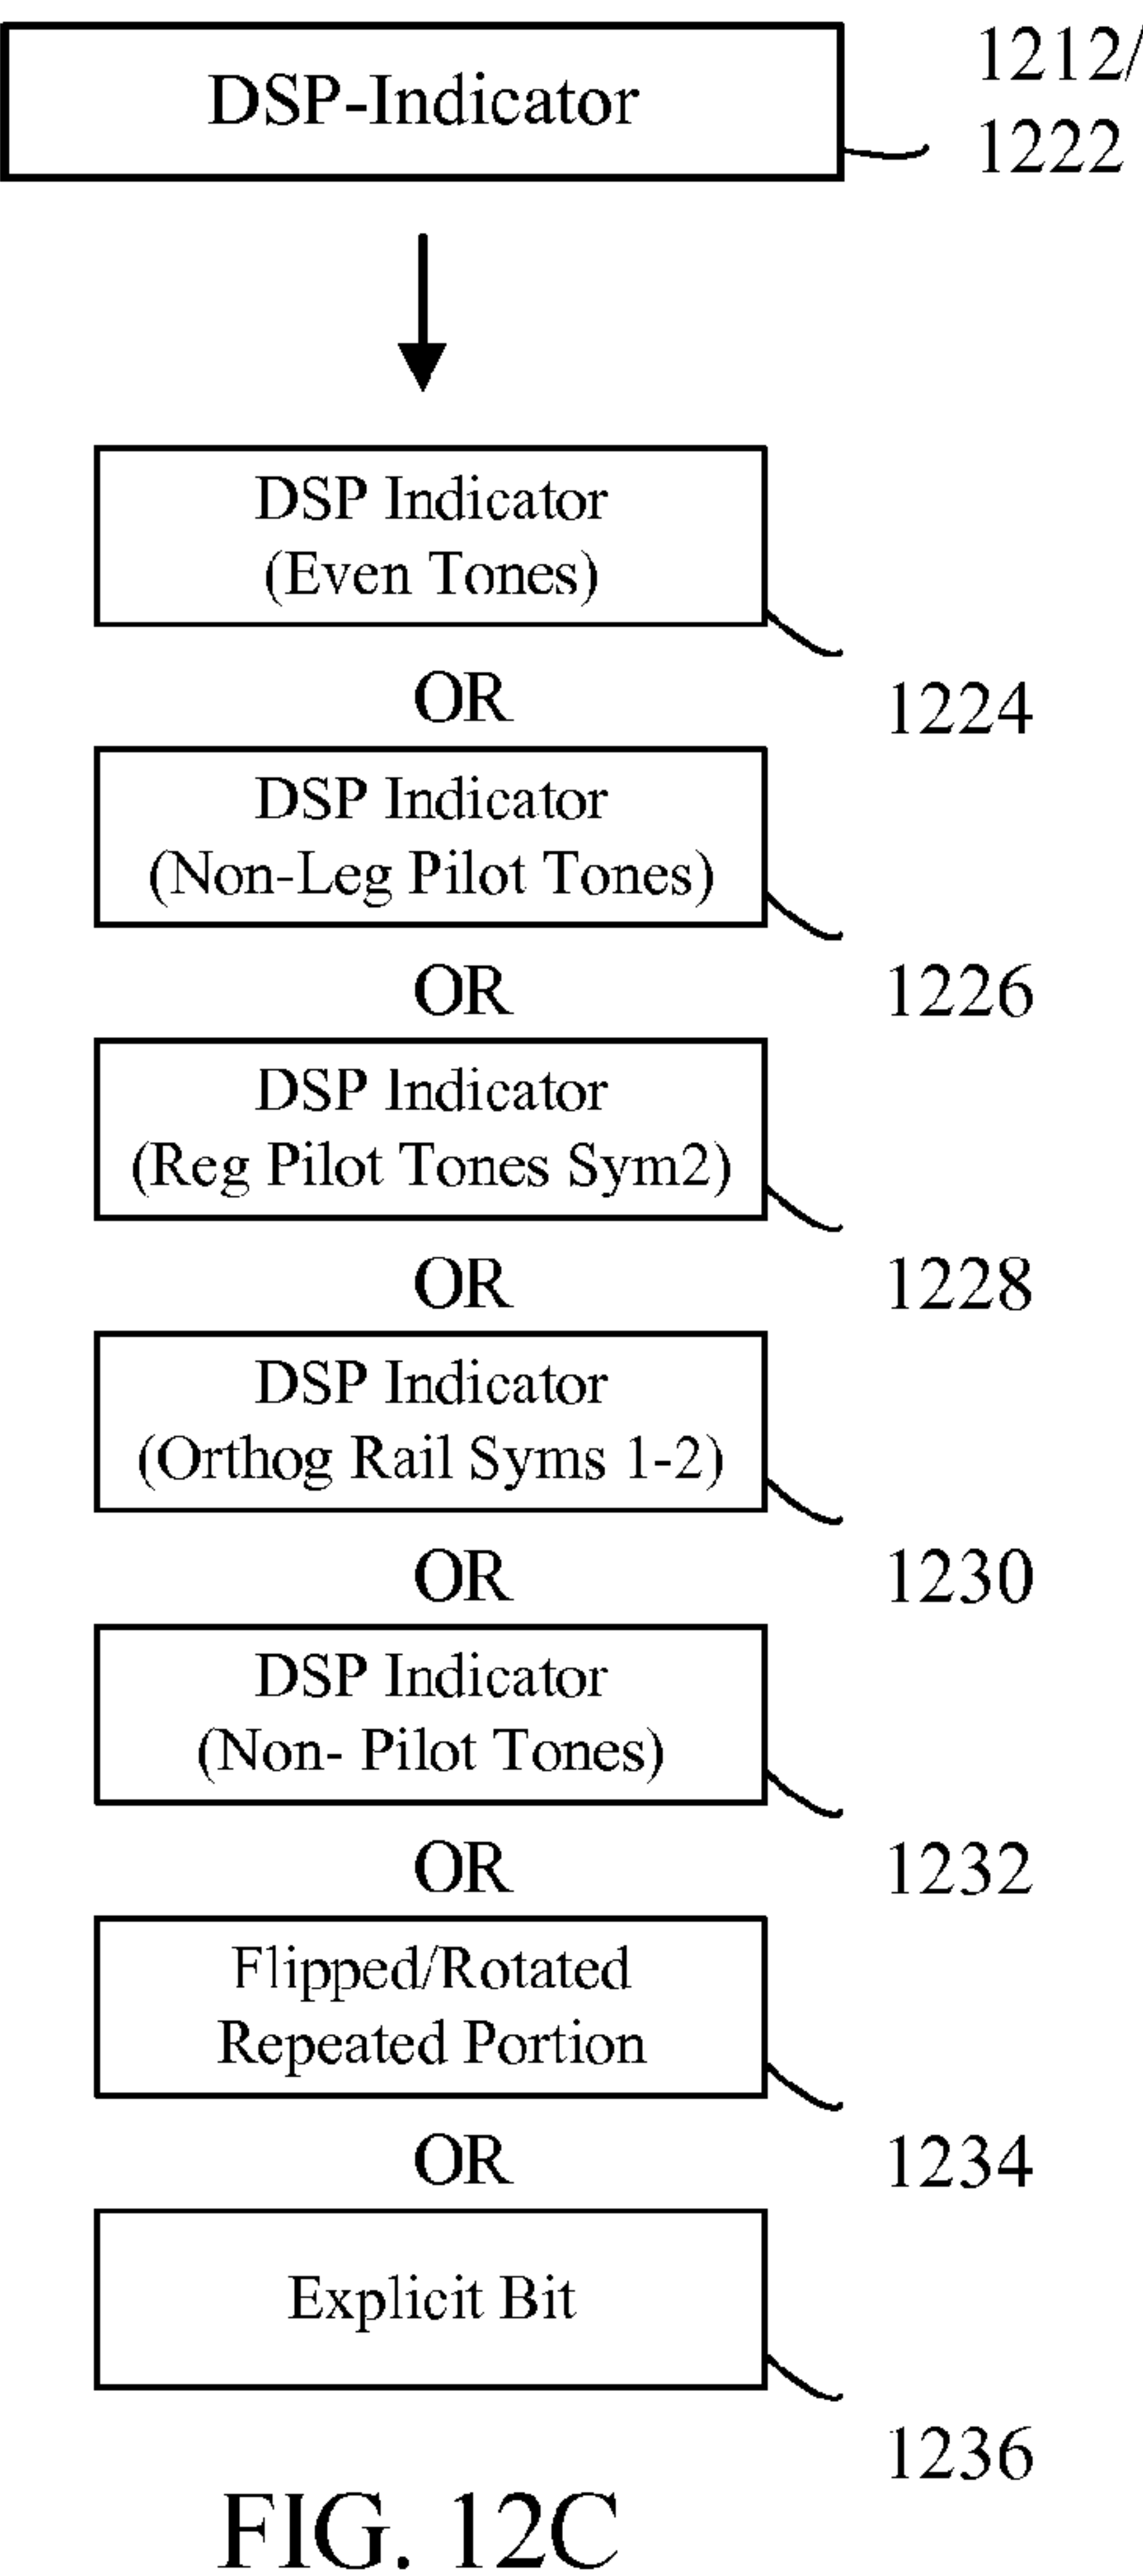 DSP-Indicator
1212/
1222
DSP Indicator
(Even Tones)
1224
OR
DSP Indicator
(Non-Leg Pilot Tones)
1226
OR
DSP Indicator
(Reg Pilot Tones Sym2)
1228
OR
DSP Indicator
(Orthog Rail Syms 1-2)
1230
OR
DSP Indicator
(Non- Pilot Tones)
1232
OR
Flipped/Rotated
Repeated Portion
1234
OR
Explicit Bit
1236
FIG. 12C